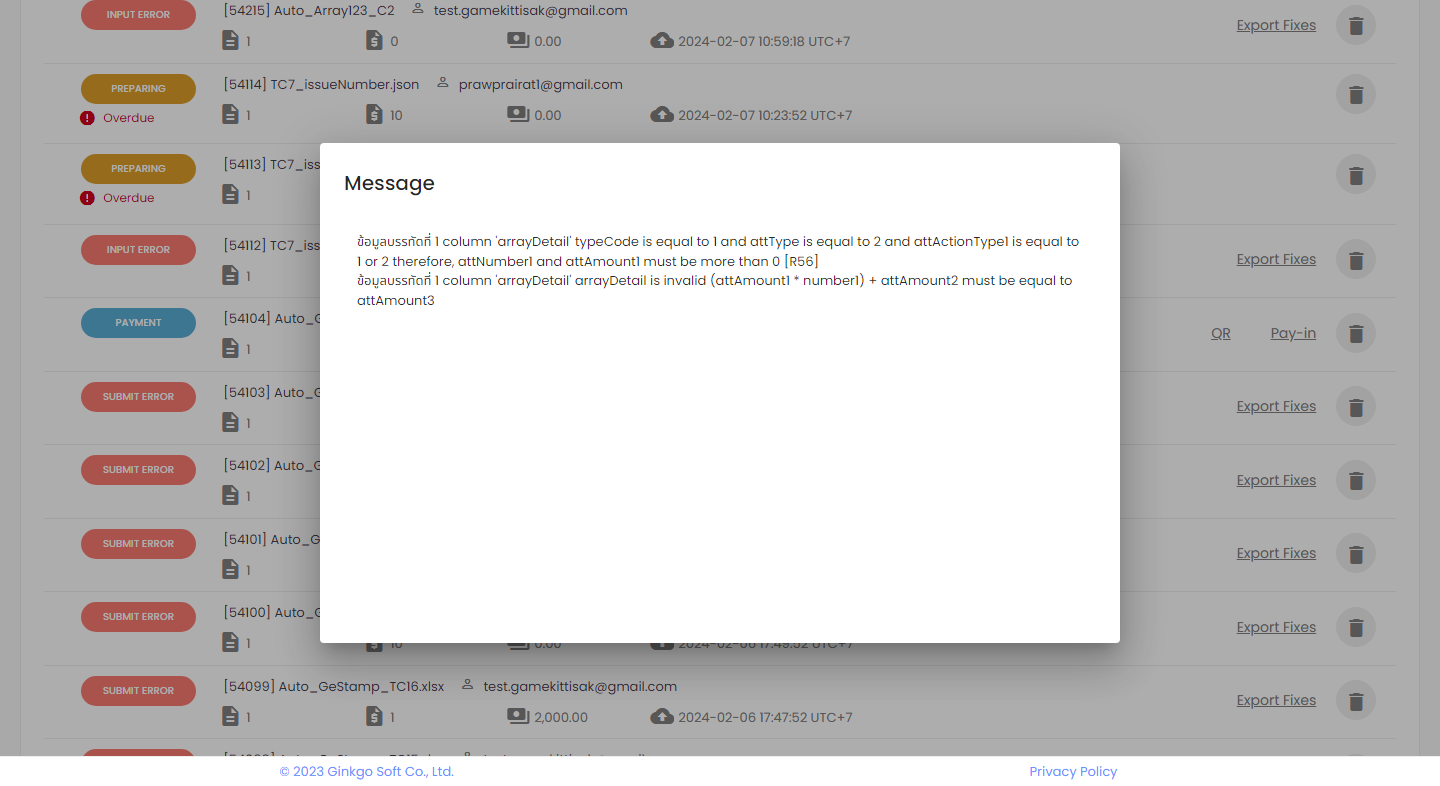 INPUT ERROR
[54215] Auto_Array123_C2 test.gamekittisak@gmail.com
1 0 0.00 2024-02-07 10:59:18 UTC+7
Export Fixes
PREPARING
Overdue
[54114] TC7_issueNumber.json prawprairat1@gmail.com
1 10 0.00 2024-02-07 10:23:52 UTC+7
PREPARING
Overdue
[54113] TC7_iss
1
Message
ข้อมูลบรรทัดที่ 1 column 'arrayDetail' typeCode is equal to 1 and attType is equal to 2 and attActionType1 is equal to
1 or 2 therefore, attNumber1 and attAmount1 must be more than 0 [R56]
ข้อมูลบรรทัดที่ 1 column 'arrayDetail' arrayDetail is invalid (attAmount1 * number1) + attAmount2 must be equal to
attAmount3
INPUT ERROR
[54112] TC7_iss
1
Export Fixes
PAYMENT
[54104] Auto_G
1
QR Pay-in
SUBMIT ERROR
[54103] Auto_G
1
Export Fixes
SUBMIT ERROR
[54102] Auto_G
1
Export Fixes
SUBMIT ERROR
[54101] Auto_G
1
Export Fixes
SUBMIT ERROR
[54100] Auto_G
1 10 0.00 2024-02-06 17:49:52 UTC+7
Export Fixes
SUBMIT ERROR
[54099] Auto_GeStamp_TC16.xlsx test.gamekittisak@gmail.com
1 1 2,000.00 2024-02-06 17:47:52 UTC+7
Export Fixes
© 2023 Ginkgo Soft Co., Ltd.
Privacy Policy